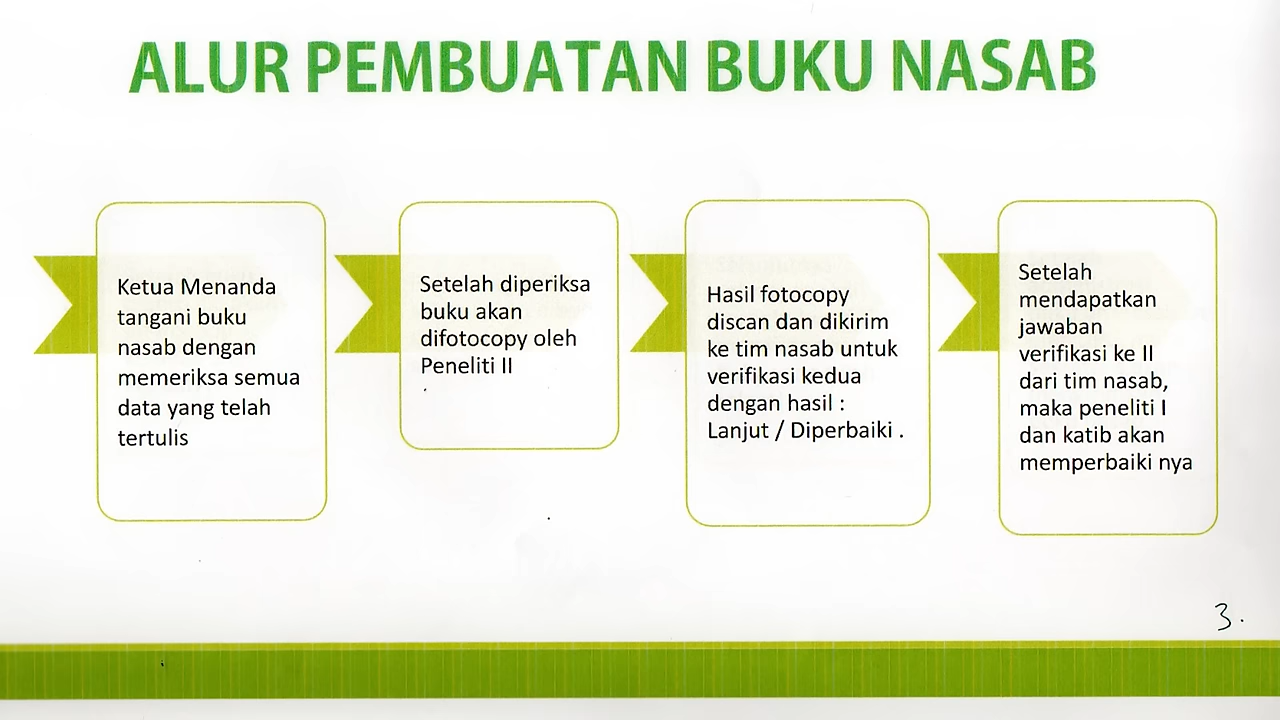 ALUR PEMBUATAN BUKU NASAB
Ketua Menanda
tangani buku
nasab dengan
memeriksa semua
data yang telah
tertulis
Setelah diperiksa
buku akan
difotocopy oleh
Peneliti II
Hasil fotocopy
discan dan dikirim
ke tim nasab untuk
verifikasi kedua
dengan hasil :
Lanjut / Diperbaiki .
Setelah
mendapatkan
jawaban
verifikasi ke II
dari tim nasab,
maka peneliti I
dan katib akan
memperbaiki nya
3.